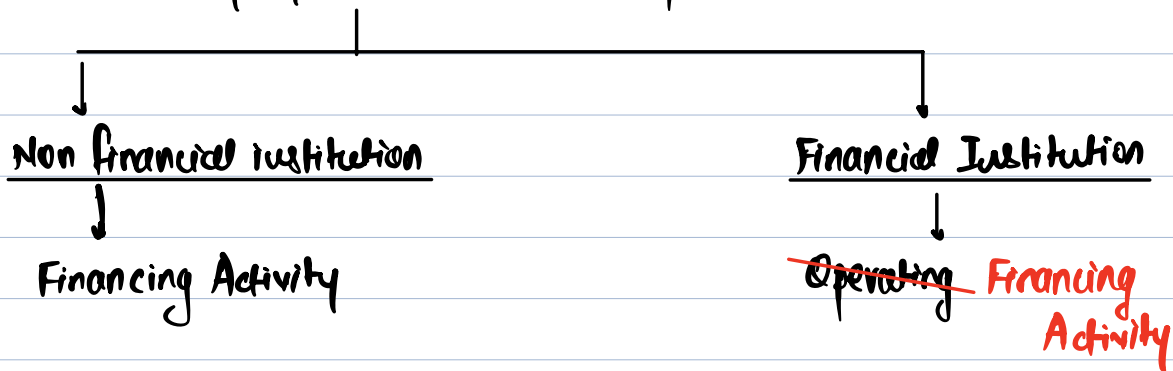 Non financial institution
Financial Institution
Financing Activity
Operating Financing
Activity